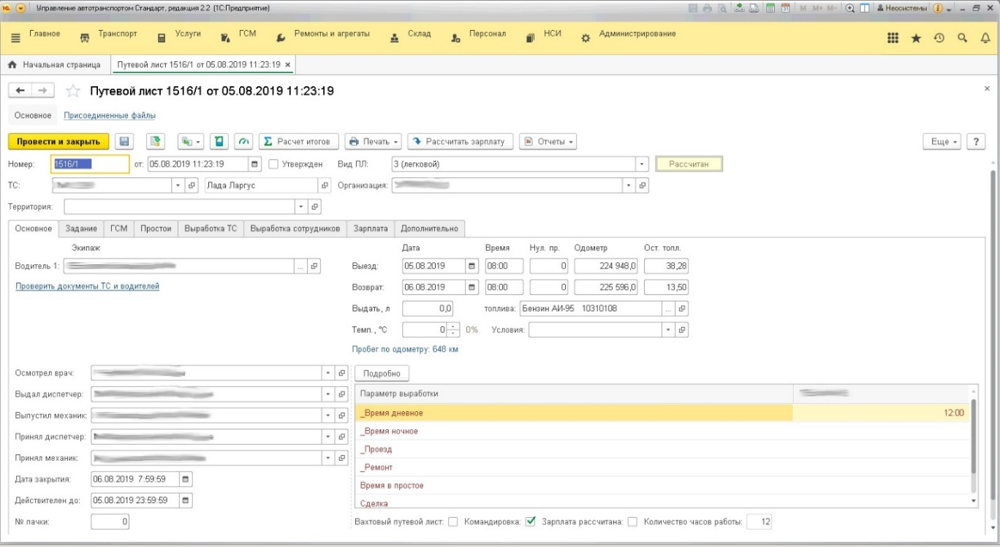 Управление автотранспортом Стандарт, редакция 2.2 (1С:Предприятие)
M M+ M- Неосистемы
Главное Транспорт Услуги ГСМ Ремонты и агрегаты Склад Персонал НСИ Администрирование
Начальная страница Путевой лист 1516/1 от 05.08.2019 11:23:19 ×
Путевой лист 1516/1 от 05.08.2019 11:23:19
Основное Присоединенные файлы
Провести и закрыть Расчет итогов Печать Рассчитать зарплату Отчеты Еще ?
Номер: 1516/1 от: 05.08.2019 11:23:19 Утвержден Вид ПЛ: 3 (легковой) Рассчитан
ТС: Лада Ларгус Организация:
Территория:
Основное Задание ГСМ Простои Выработка ТС Выработка сотрудников Зарплата Дополнительно
Экипаж Дата Время Нул. пр. Одометр Ост. топл.
Водитель 1: Выезд: 05.08.2019 08:00 0 224 948,0 38,28
Проверить документы ТС и водителей Возврат: 06.08.2019 08:00 0 225 596,0 13,50
Выдать, л 0,0 топлива: Бензин АИ-95 10310108
Темп., °C 0 0% Условия:
Пробег по одометру: 648 км
Осмотрел врач: Подробно
Выдал диспетчер: Параметр выработки
Выпустил механик: _Время дневное 12:00
Принял диспетчер: _Время ночное
_Проезд
Принял механик: _Ремонт
Дата закрытия: 06.08.2019 7:59:59 Время в простое
Действителен до: 05.08.2019 23:59:59 Сделка
№ пачки: 0 Вахтовый путевой лист: Командировка: Зарплата рассчитана: Количество часов работы: 12